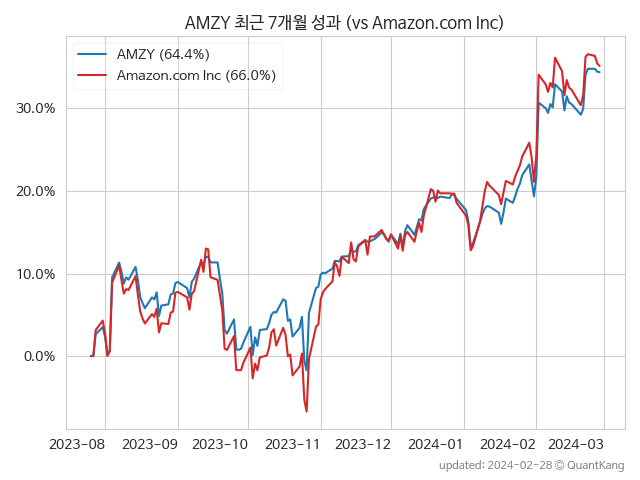 AMZY 최근 7개월 성과 (vs Amazon.com Inc)
AMZY (64.4%)
Amazon.com Inc (66.0%)
30.0%
20.0%
10.0%
0.0%
2023-08 2023-09 2023-10 2023-11 2023-12 2024-01 2024-02 2024-03
updated: 2024-02-28 © QuantKang